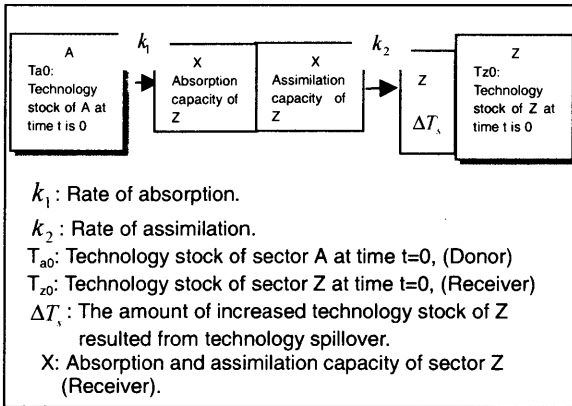 A
Ta0:
Technology
stock of A at
time t is 0
k₁
X
Absorption
capacity of
Z
X
Assimilation
capacity of
Z
k₂
Z
ΔTₛ
Z
Tz0:
Technology
stock of Z at
time t is 0
k₁: Rate of absorption.
k₂: Rate of assimilation.
Tₐ₀: Technology stock of sector A at time t=0, (Donor)
T_z0: Technology stock of sector Z at time t=0, (Receiver)
ΔTₛ: The amount of increased technology stock of Z
resulted from technology spillover.
X: Absorption and assimilation capacity of sector Z
(Receiver).